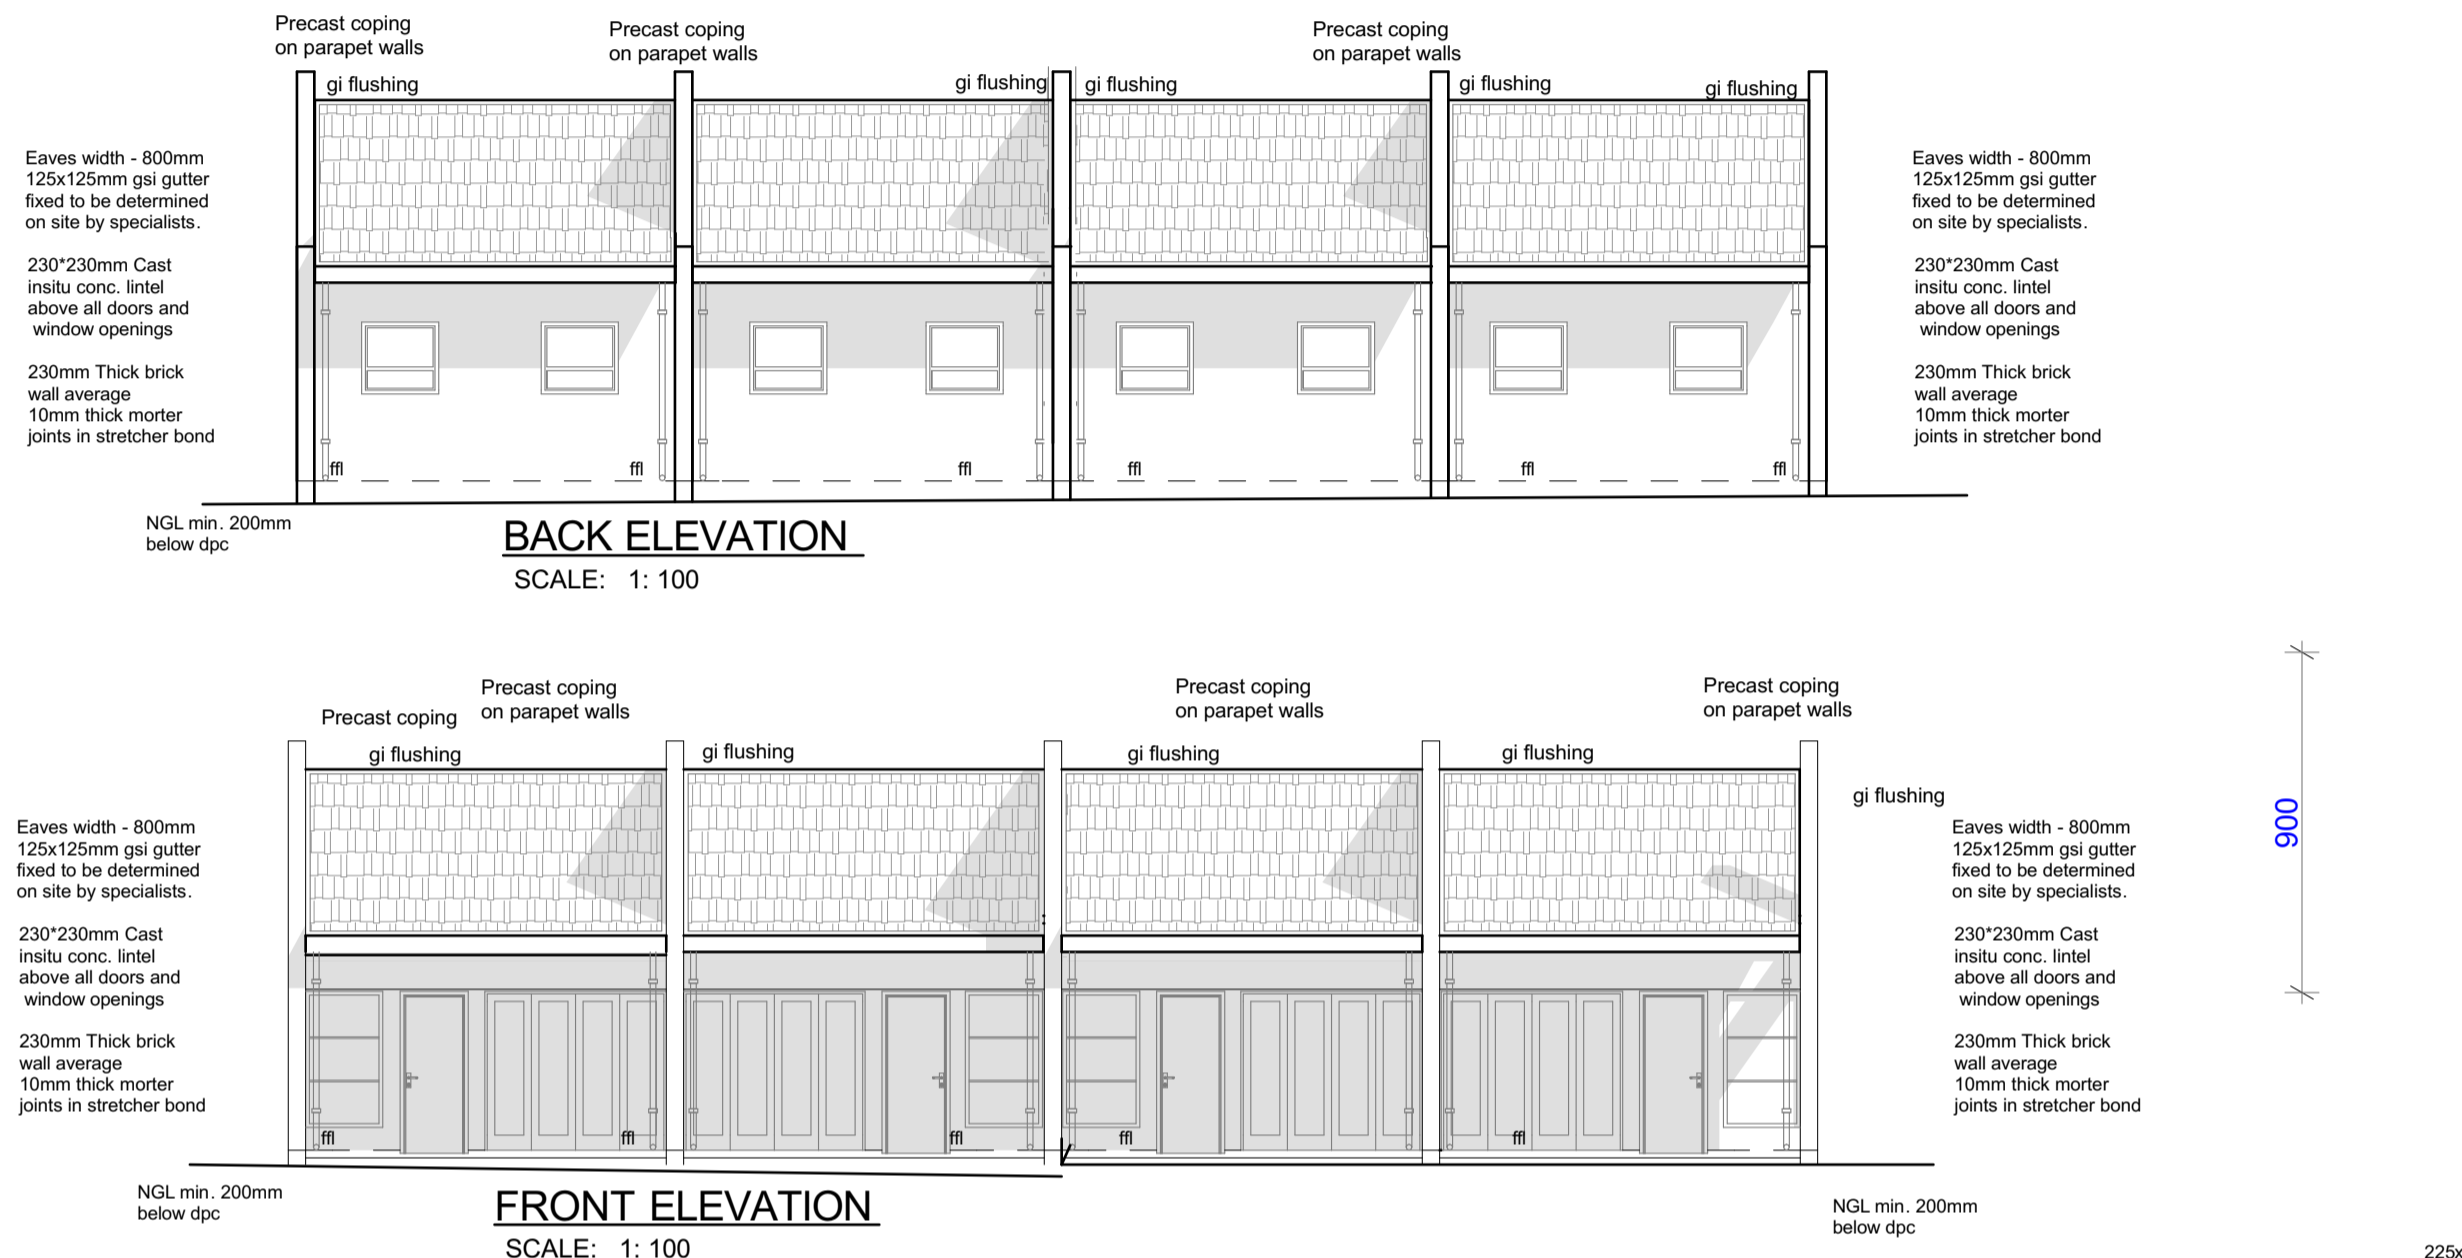 Precast coping
on parapet walls
Precast coping
on parapet walls
Precast coping
on parapet walls
gi flushing
gi flushing
gi flushing
gi flushing
gi flushing
Eaves width - 800mm
125x125mm gsi gutter
fixed to be determined
on site by specialists.
230*230mm Cast
insitu conc. lintel
above all doors and
window openings
230mm Thick brick
wall average
10mm thick morter
joints in stretcher bond
Eaves width - 800mm
125x125mm gsi gutter
fixed to be determined
on site by specialists.
230*230mm Cast
insitu conc. lintel
above all doors and
window openings
230mm Thick brick
wall average
10mm thick morter
joints in stretcher bond
ffl
ffl
ffl
ffl
ffl
ffl
NGL min. 200mm
below dpc
BACK ELEVATION
SCALE: 1: 100
Precast coping
Precast coping
on parapet walls
Precast coping
on parapet walls
Precast coping
on parapet walls
gi flushing
gi flushing
gi flushing
gi flushing
gi flushing
900
Eaves width - 800mm
125x125mm gsi gutter
fixed to be determined
on site by specialists.
230*230mm Cast
insitu conc. lintel
above all doors and
window openings
230mm Thick brick
wall average
10mm thick morter
joints in stretcher bond
Eaves width - 800mm
125x125mm gsi gutter
fixed to be determined
on site by specialists.
230*230mm Cast
insitu conc. lintel
above all doors and
window openings
230mm Thick brick
wall average
10mm thick morter
joints in stretcher bond
ffl
ffl
ffl
ffl
ffl
NGL min. 200mm
below dpc
FRONT ELEVATION
SCALE: 1: 100
NGL min. 200mm
below dpc
225x